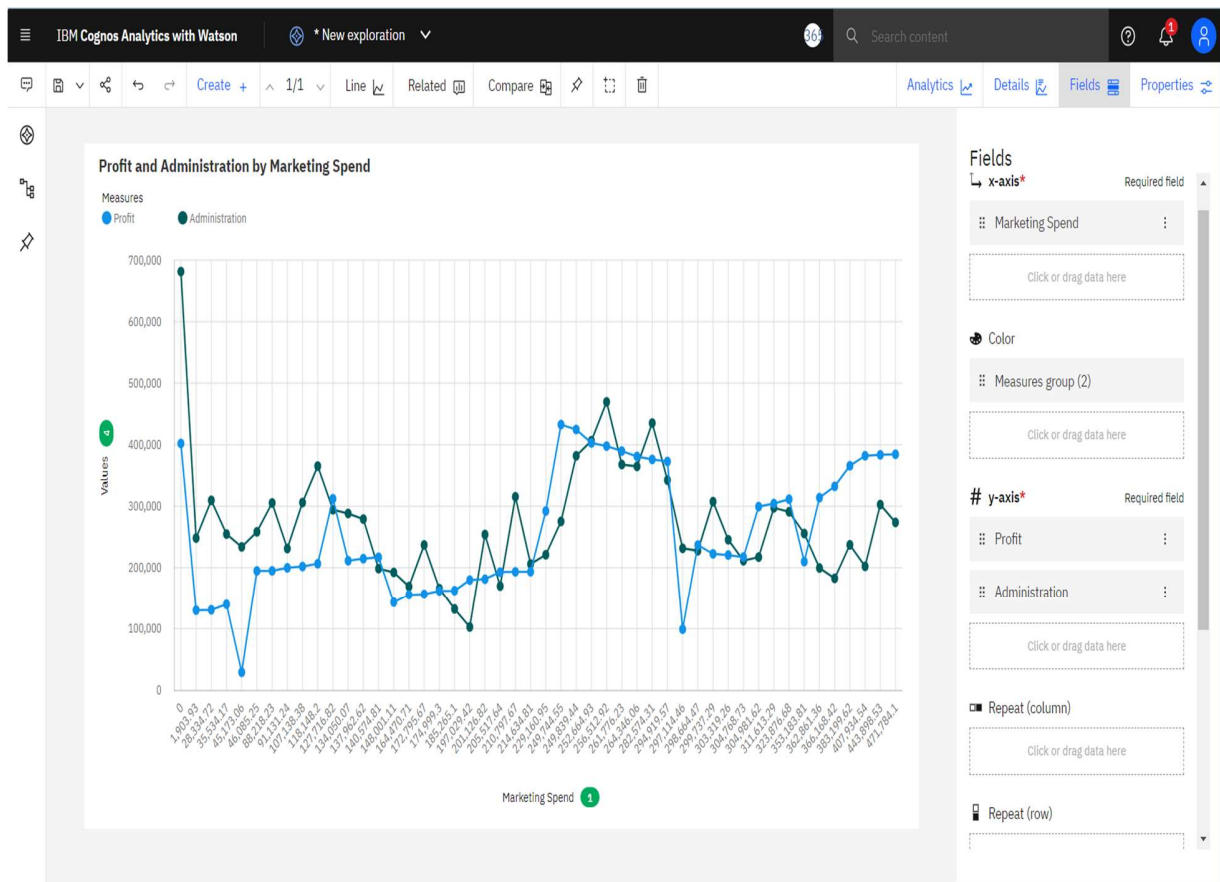 IBM Cognos Analytics with Watson
* New exploration
365
Search content
1
Create +
1/1
Line
Related
Compare
Analytics
Details
Fields
Properties
Profit and Administration by Marketing Spend
Measures
Profit
Administration
700,000
600,000
500,000
400,000
300,000
200,000
100,000
0
Values
4
0
1,903.93
28,334.72
35,534.17
45,173.06
46,085.25
88,218.23
91,131.24
107,138.38
118,148.2
127,716.82
134,050.07
137,962.62
140,574.81
148,001.11
164,470.71
172,795.67
174,999.3
185,265.1
197,029.42
201,126.82
205,517.64
210,797.67
214,634.81
229,160.95
249,744.55
249,839.44
252,664.93
256,512.92
261,776.23
264,346.06
282,574.31
294,919.57
297,114.46
298,664.47
299,737.29
303,319.26
304,768.73
304,981.62
311,613.29
323,876.68
353,183.81
362,861.36
366,168.42
383,199.62
407,934.54
443,898.53
471,784.1
Marketing Spend
1
Fields
x-axis*
Required field
Marketing Spend
Click or drag data here
Color
Measures group (2)
Click or drag data here
# y-axis*
Required field
Profit
Administration
Click or drag data here
Repeat (column)
Click or drag data here
Repeat (row)